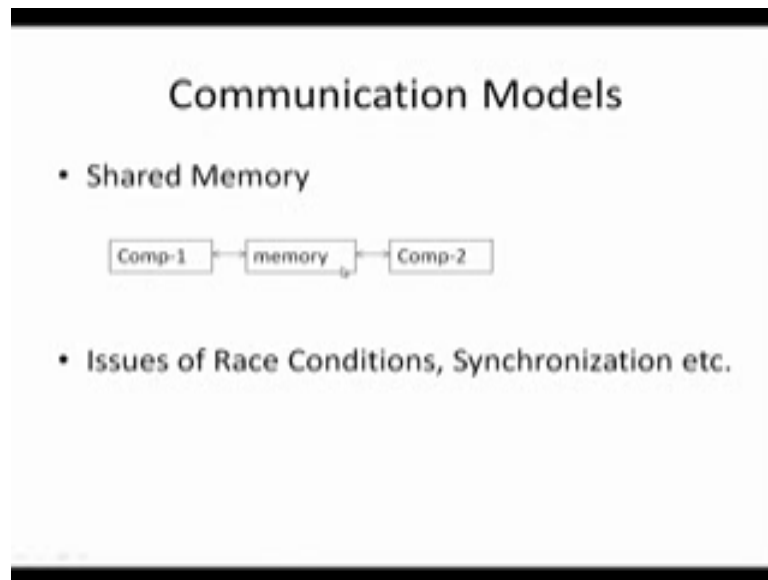 Communication Models
• Shared Memory
Comp-1 memory Comp-2
• Issues of Race Conditions, Synchronization etc.